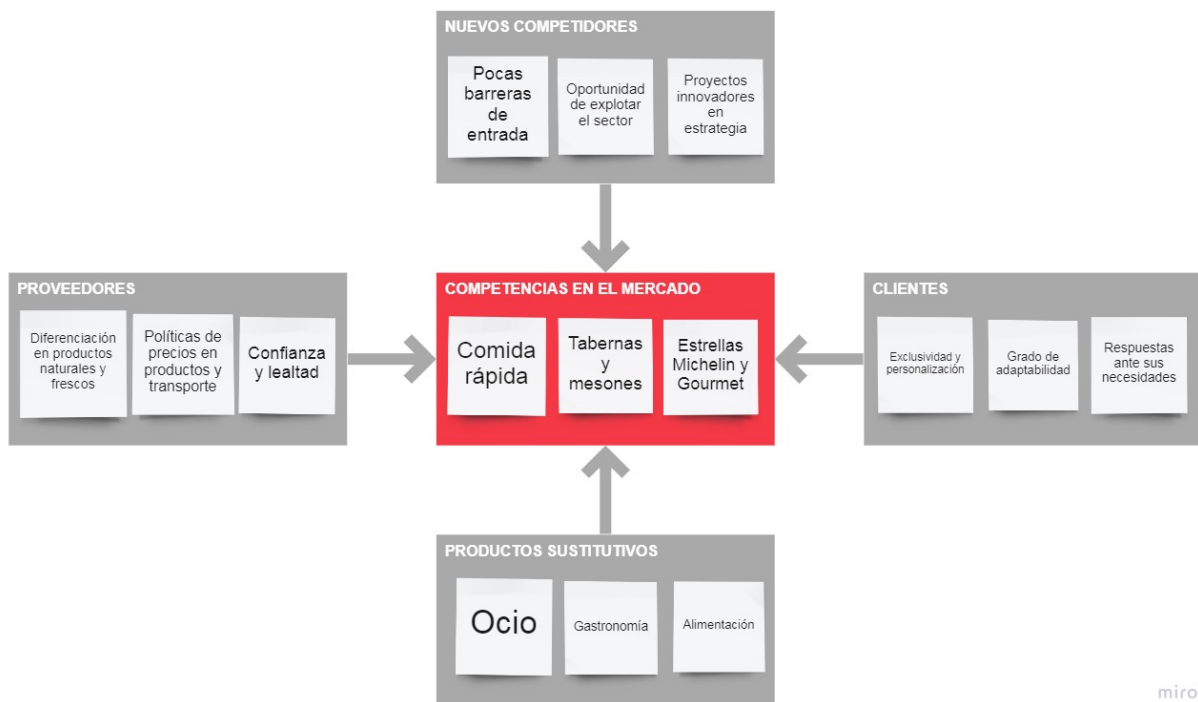 NUEVOS COMPETIDORES
Pocas
barreras
de
entrada
Oportunidad
de explotar
el sector
Proyectos
innovadores
en
estrategia
PROVEEDORES
Diferenciación
en productos
naturales y
frescos
Políticas de
precios en
productos y
transporte
Confianza
y lealtad
COMPETENCIAS EN EL MERCADO
Comida
rápida
Tabernas
y
mesones
Estrellas
Michelin y
Gourmet
CLIENTES
Exclusividad y
personalización
Grado de
adaptabilidad
Respuestas
ante sus
necesidades
PRODUCTOS SUSTITUTIVOS
Ocio
Gastronomía
Alimentación
miro